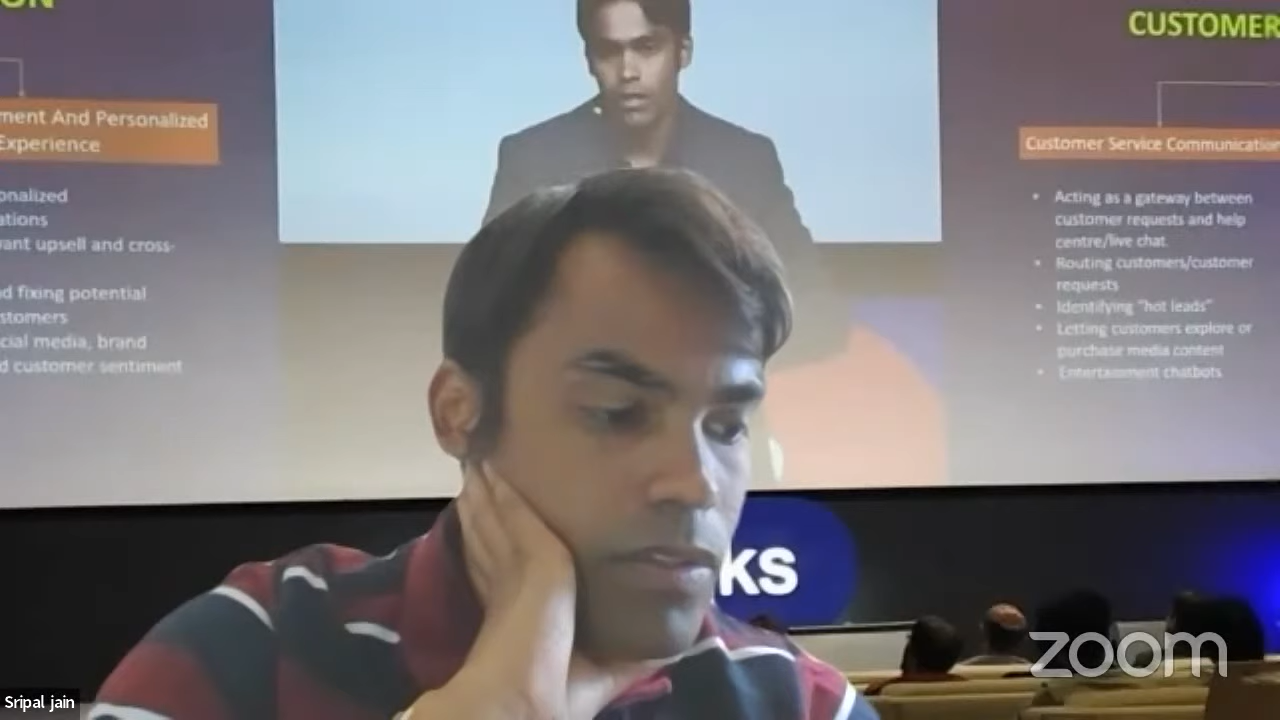 ON
ment And Personalized
Experience
onalized
ations
vant upsell and cross-
d fixing potential
stomers
cial media, brand
d customer sentiment
CUSTOMER
Customer Service Communication
• Acting as a gateway between
customer requests and help
centre/live chat.
• Routing customers/customer
requests
• Identifying "hot leads"
• Letting customers explore or
purchase media content
• Entertainment chatbots
KS
zoom
Sripal jain